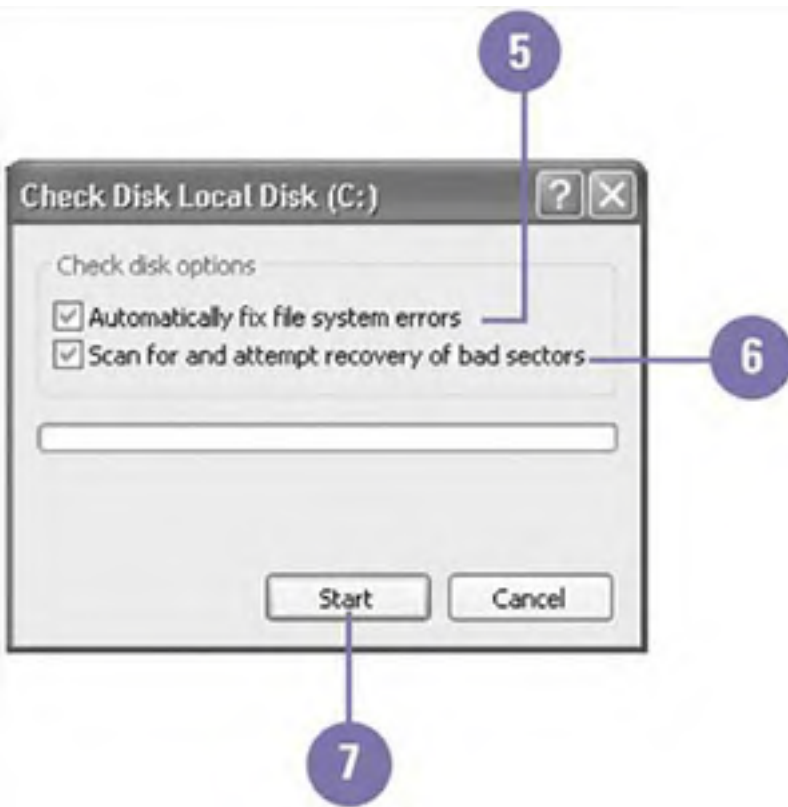 5
Check Disk Local Disk (C:)
Check disk options
Automatically fix file system errors
Scan for and attempt recovery of bad sectors
6
Start
Cancel
7